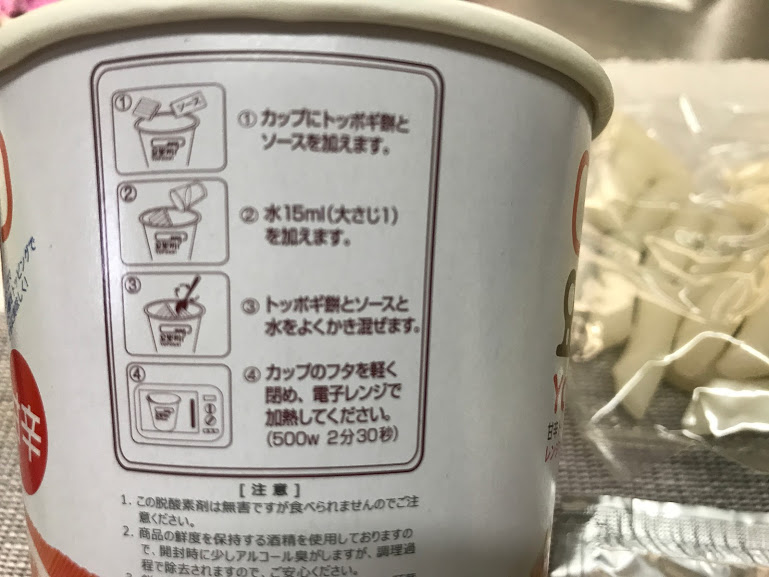 ①
ソース
① カップにトッポギ餅と
ソースを加えます。
②
② 水15ml(大さじ1)
を加えます。
③
③ トッポギ餅とソースと
水をよくかき混ぜます。
④
④ カップのフタを軽く
閉め、電子レンジで
加熱してください。
(500w 2分30秒)
[ 注 意 ]
1. この脱酸素剤は無害ですが食べられませんのでご注
意ください。
2. 商品の鮮度を保持する酒精を使用しておりますの
で、開封時に少しアルコール臭がしますが、調理過
程で除去されますので、ご安心ください。
辛
YO
甘辛
レン